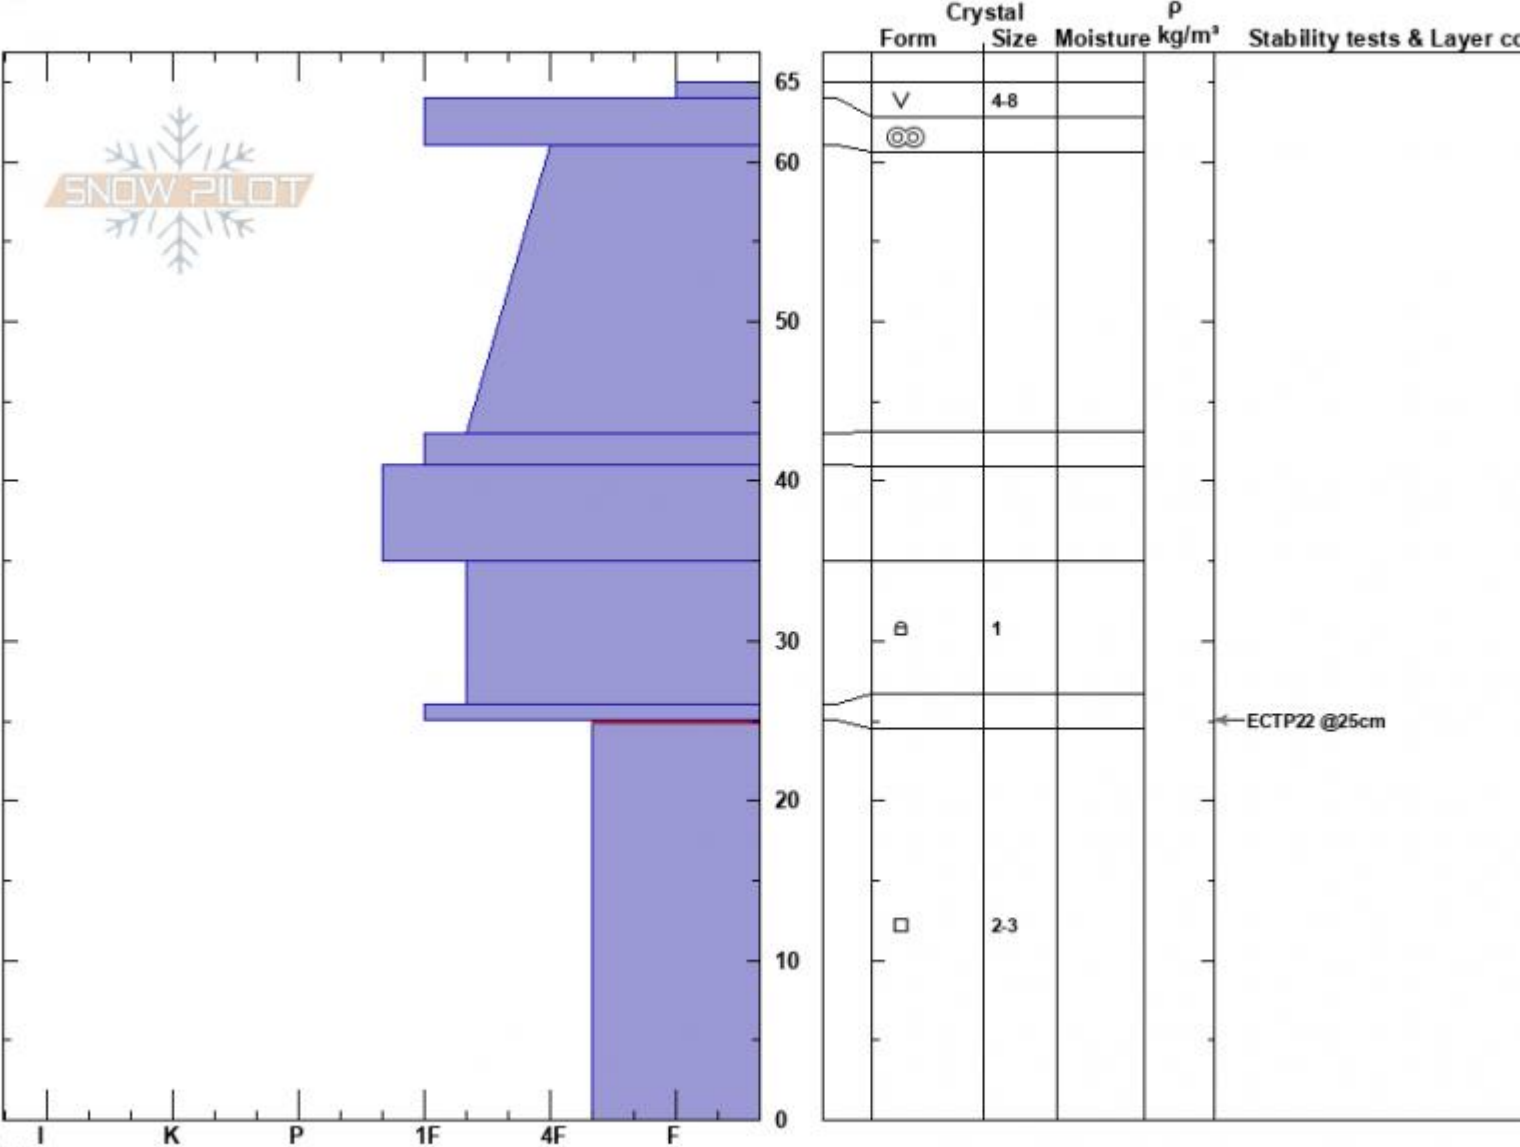 Crystal ρ
Form Size Moisture kg/m³ Stability tests & Layer co
65
4-8
SNOW PILOT
60
50
40
30
1
ECTP22 @25cm
20
2-3
10
0
I K P 1F 4F F